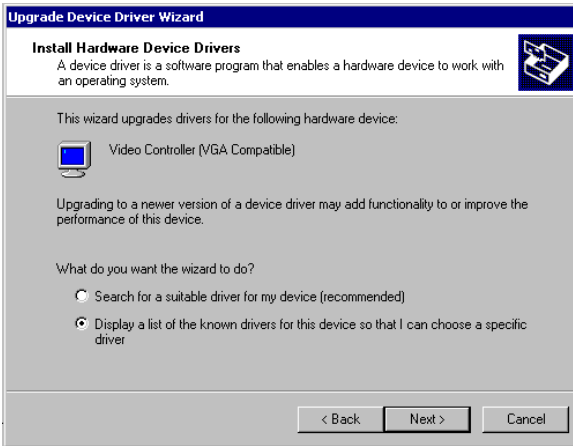 Upgrade Device Driver Wizard
Install Hardware Device Drivers
A device driver is a software program that enables a hardware device to work with
an operating system.
This wizard upgrades drivers for the following hardware device:
Video Controller (VGA Compatible)
Upgrading to a newer version of a device driver may add functionality to or improve the
performance of this device.
What do you want the wizard to do?
Search for a suitable driver for my device (recommended)
Display a list of the known drivers for this device so that I can choose a specific
driver
< Back Next > Cancel